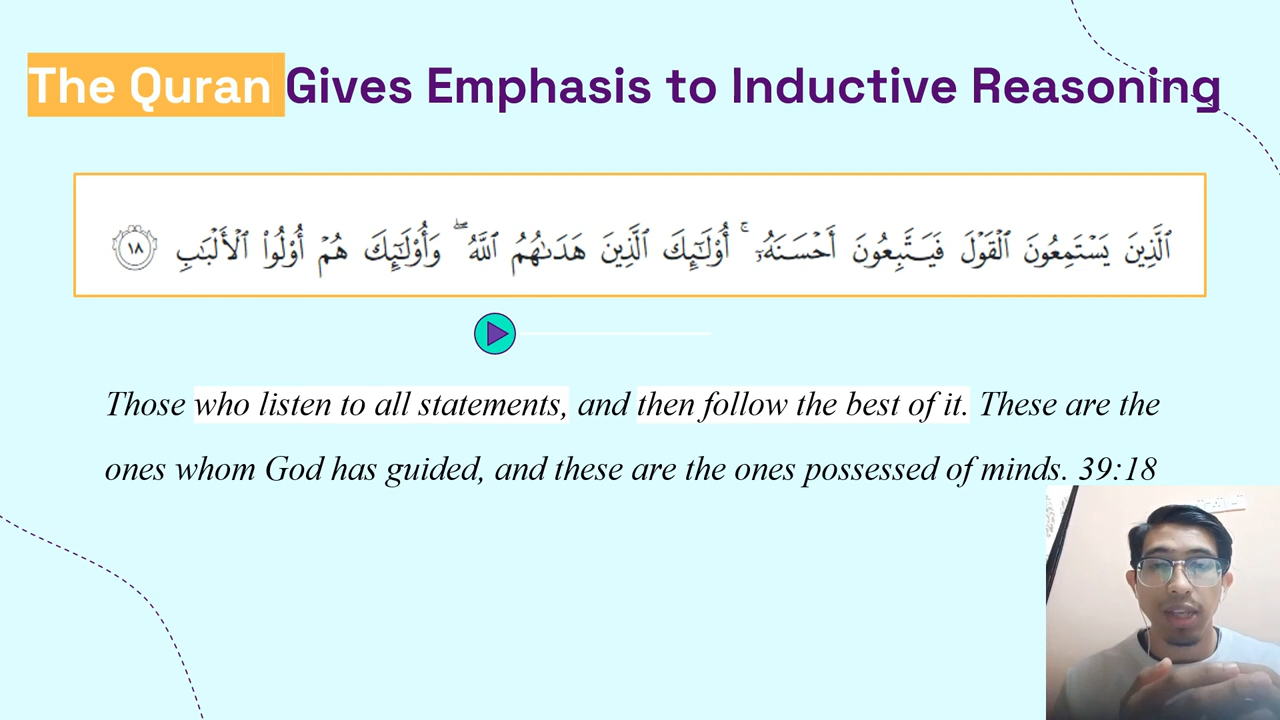 The Quran Gives Emphasis to Inductive Reasoning
ٱلَّذِينَ يَسْتَمِعُونَ ٱلْقَوْلَ فَيَتَّبِعُونَ أَحْسَنَهُۥٓ ۚ أُو۟لَـٰٓئِكَ ٱلَّذِينَ هَدَىٰهُمُ ٱللَّهُ ۖ وَأُو۟لَـٰٓئِكَ هُمْ أُو۟لُوا۟ ٱلْأَلْبَـٰبِ ١٨
Those who listen to all statements, and then follow the best of it. These are the
ones whom God has guided, and these are the ones possessed of minds. 39:18